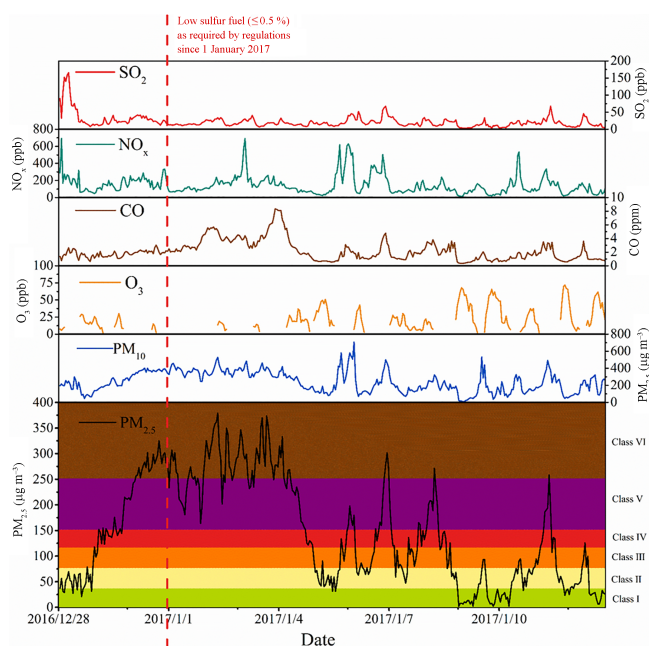 Low sulfur fuel (≤0.5 %)
as required by regulations
since 1 January 2017
SO2
200
150
100
50
0
SO2 (ppb)
800
600
400
200
0
NOx (ppb)
NOx
CO
10
8
6
4
2
0
CO (ppm)
100
75
50
25
0
O3 (ppb)
O3
PM10
800
600
400
200
0
PM2.5 (µg m⁻³)
400
350
300
250
200
150
100
50
0
PM2.5 (µg m⁻³)
PM2.5
Class VI
Class V
Class IV
Class III
Class II
Class I
2016/12/28
2017/1/1
2017/1/4
2017/1/7
2017/1/10
Date